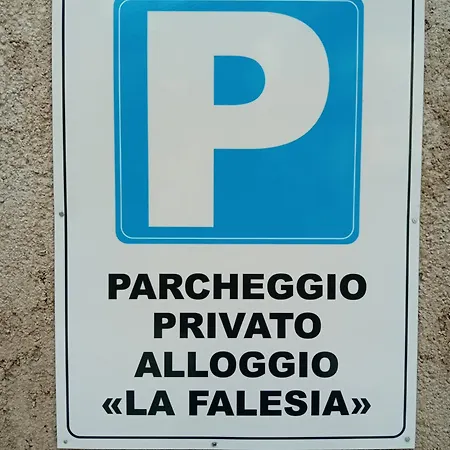 P
PARCHEGGIO
PRIVATO
ALLOGGIO
«LA FALESIA»